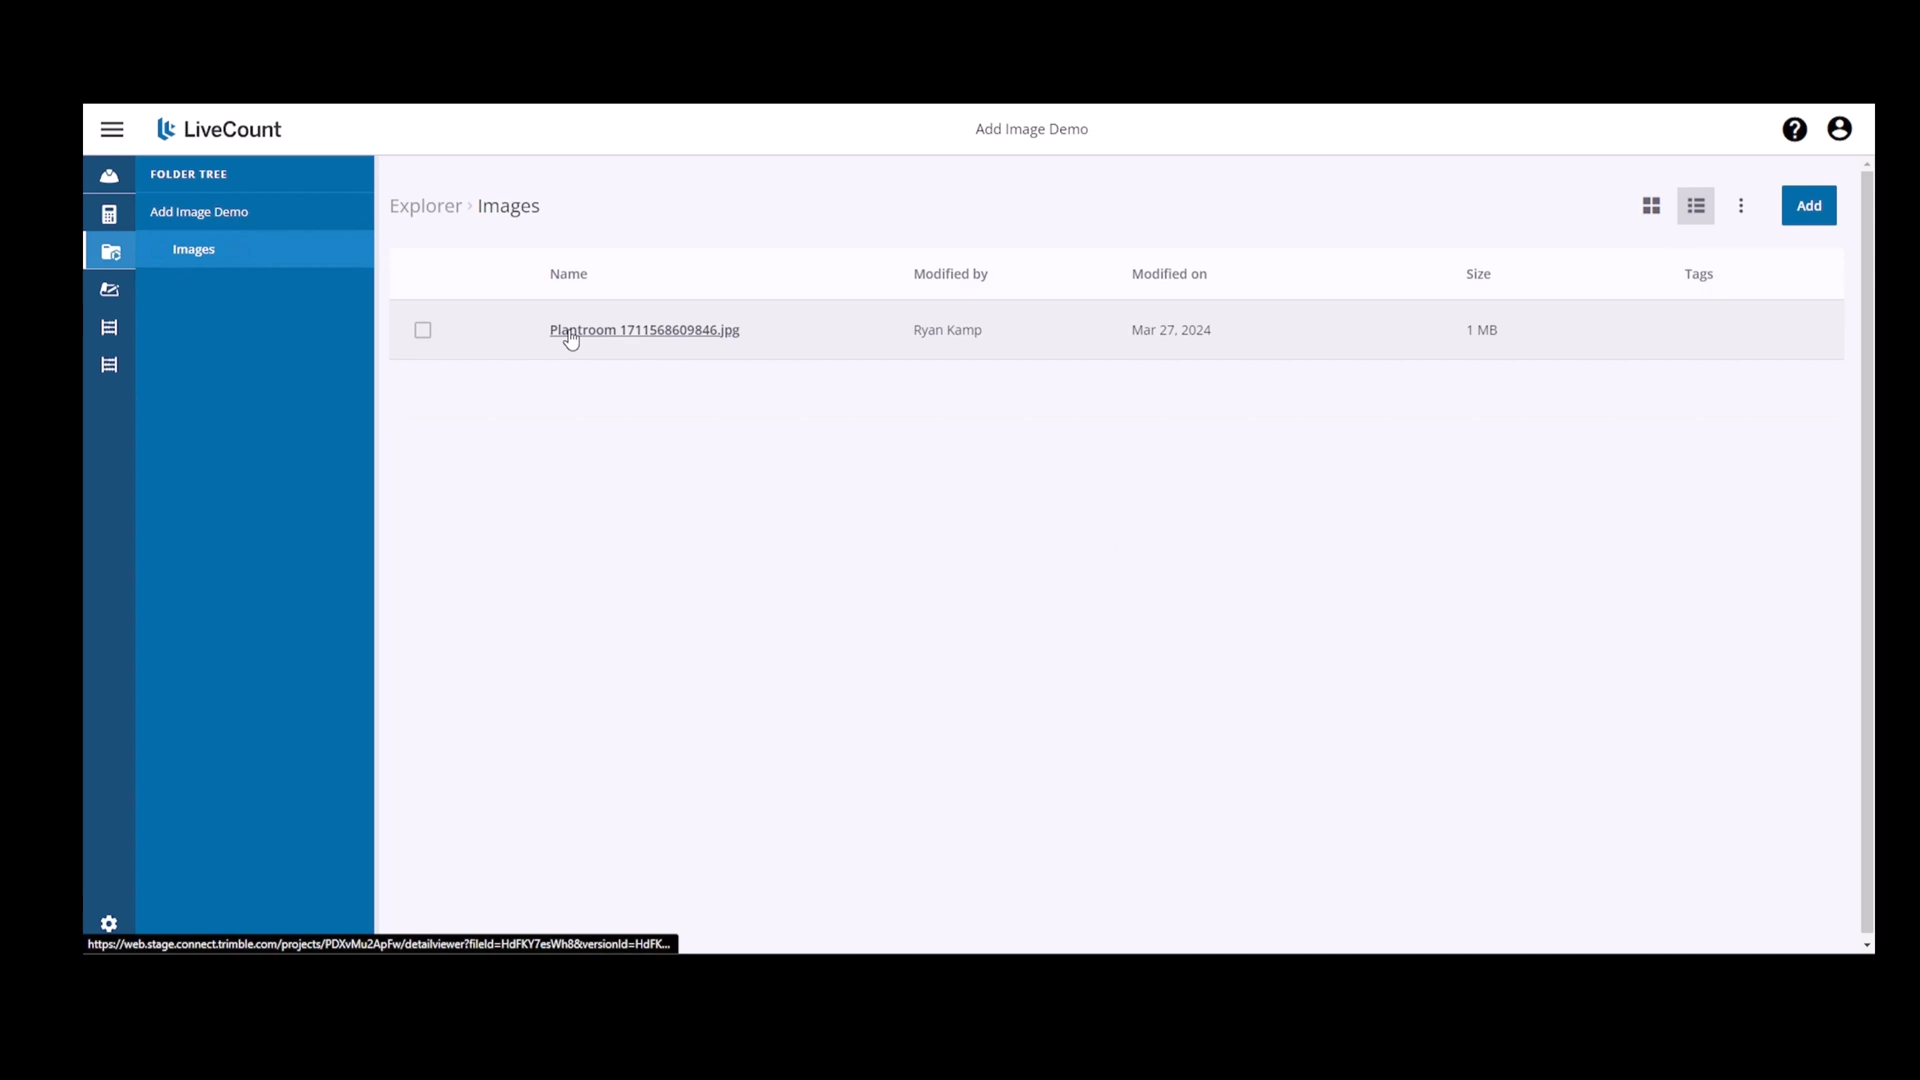 LiveCount
Add Image Demo
?
FOLDER TREE
Add Image Demo
Images
Explorer › Images
Add
Name Modified by Modified on Size Tags
Plantroom 1711568609846.jpg Ryan Kamp Mar 27, 2024 1 MB
https://web.stage.connect.trimble.com/projects/PDXvMu2ApFw/detailviewer?fileId=HdFKY7esWh8&versionId=HdFK...